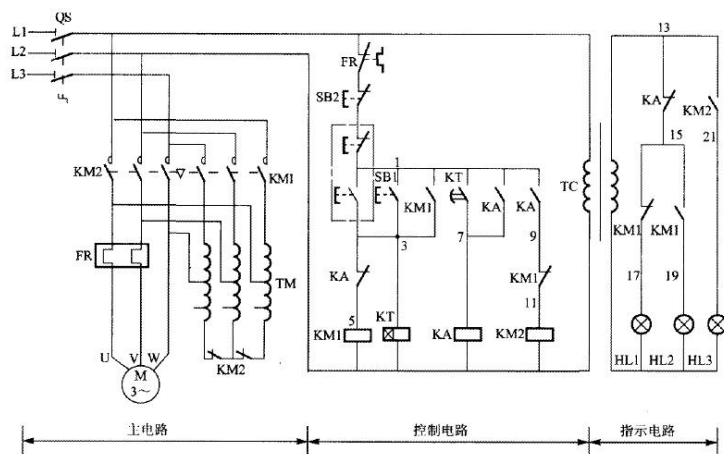 QS
L1
L2
L3
FR
SB2
13
KA
KM2
15
21
1
SB1
KT
KM2
KM1
KM1
KA
KA
TC
3
7
9
KM1
KM1
FR
TM
KA
KM1
17
19
11
5
KT
KM1
KA
KM2
U
V
W
KM2
M
3～
HL1
HL2
HL3
主电路
控制电路
指示电路